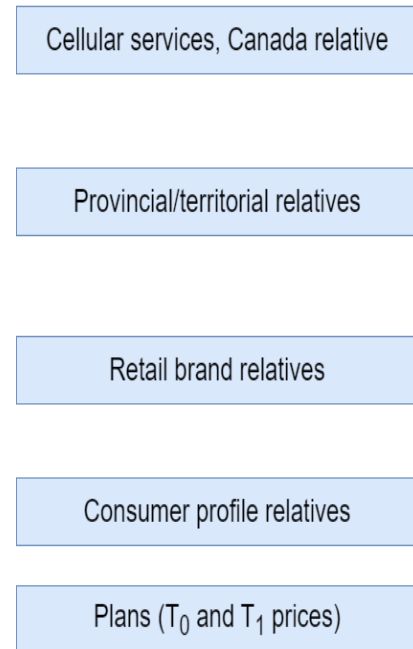 Cellular services, Canada relative
Provincial/territorial relatives
Retail brand relatives
Consumer profile relatives
Plans (T₀ and T₁ prices)